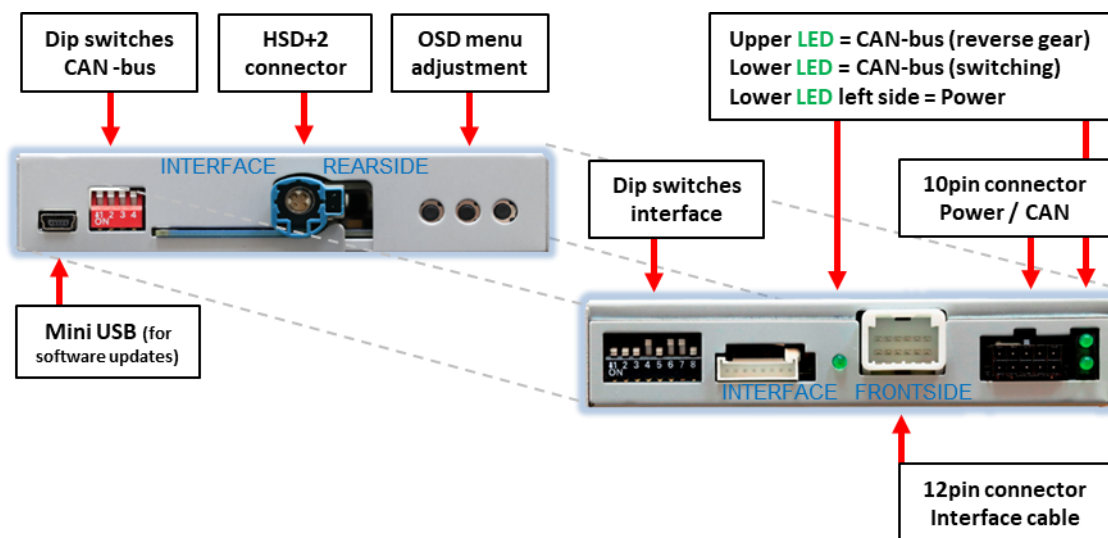 Dip switches
CAN -bus
HSD+2
connector
OSD menu
adjustment
Upper LED = CAN-bus (reverse gear)
Lower LED = CAN-bus (switching)
Lower LED left side = Power
INTERFACE REARSIDE
1 2 3 4
ON
Dip switches
interface
10pin connector
Power / CAN
Mini USB (for
software updates)
1 2 3 4 5 6 7 8
ON
INTERFACE FRONTSIDE
12pin connector
Interface cable